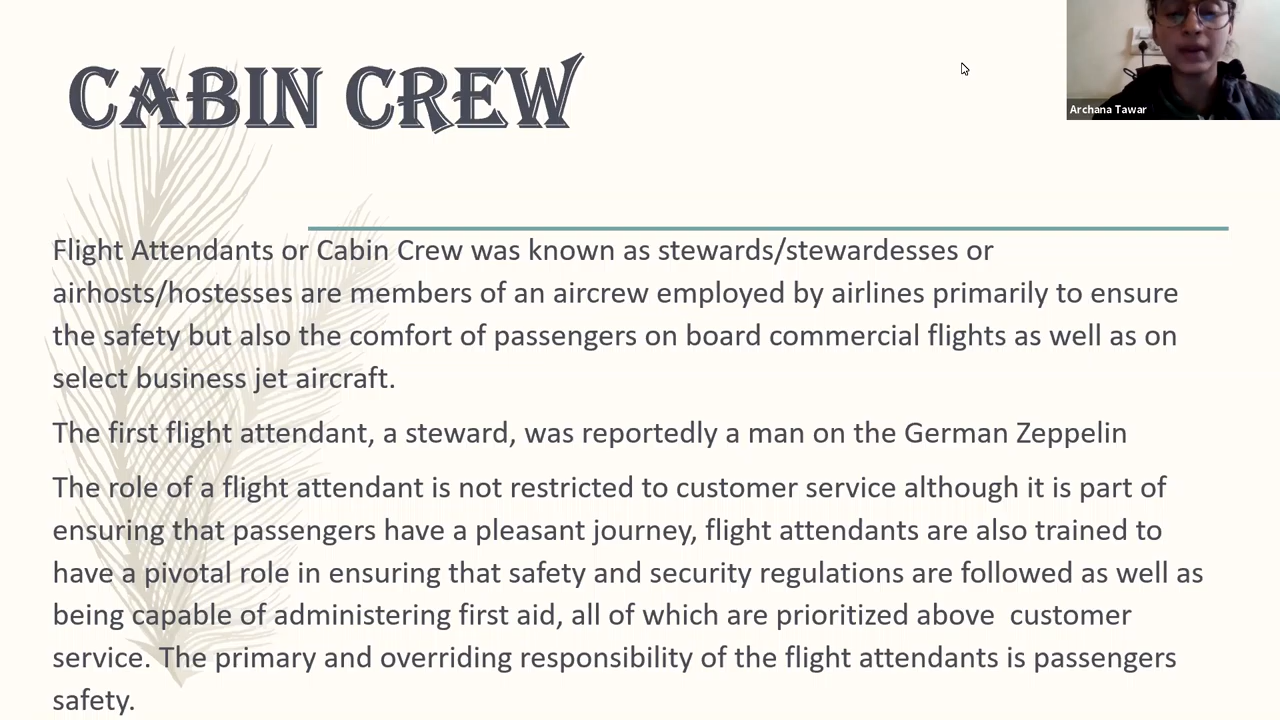 CABIN CREW
Archana Tawar
Flight Attendants or Cabin Crew was known as stewards/stewardesses or
airhosts/hostesses are members of an aircrew employed by airlines primarily to ensure
the safety but also the comfort of passengers on board commercial flights as well as on
select business jet aircraft.
The first flight attendant, a steward, was reportedly a man on the German Zeppelin
The role of a flight attendant is not restricted to customer service although it is part of
ensuring that passengers have a pleasant journey, flight attendants are also trained to
have a pivotal role in ensuring that safety and security regulations are followed as well as
being capable of administering first aid, all of which are prioritized above  customer
service. The primary and overriding responsibility of the flight attendants is passengers
safety.